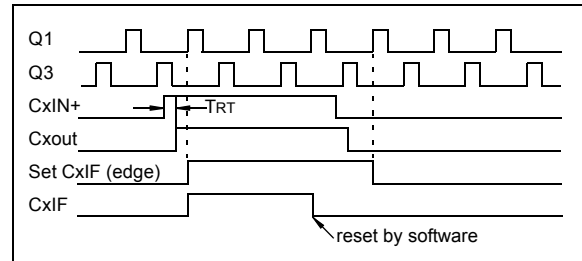 Q1
Q3
CxIN+
TRT
Cxout
Set CxIF (edge)
CxIF
reset by software